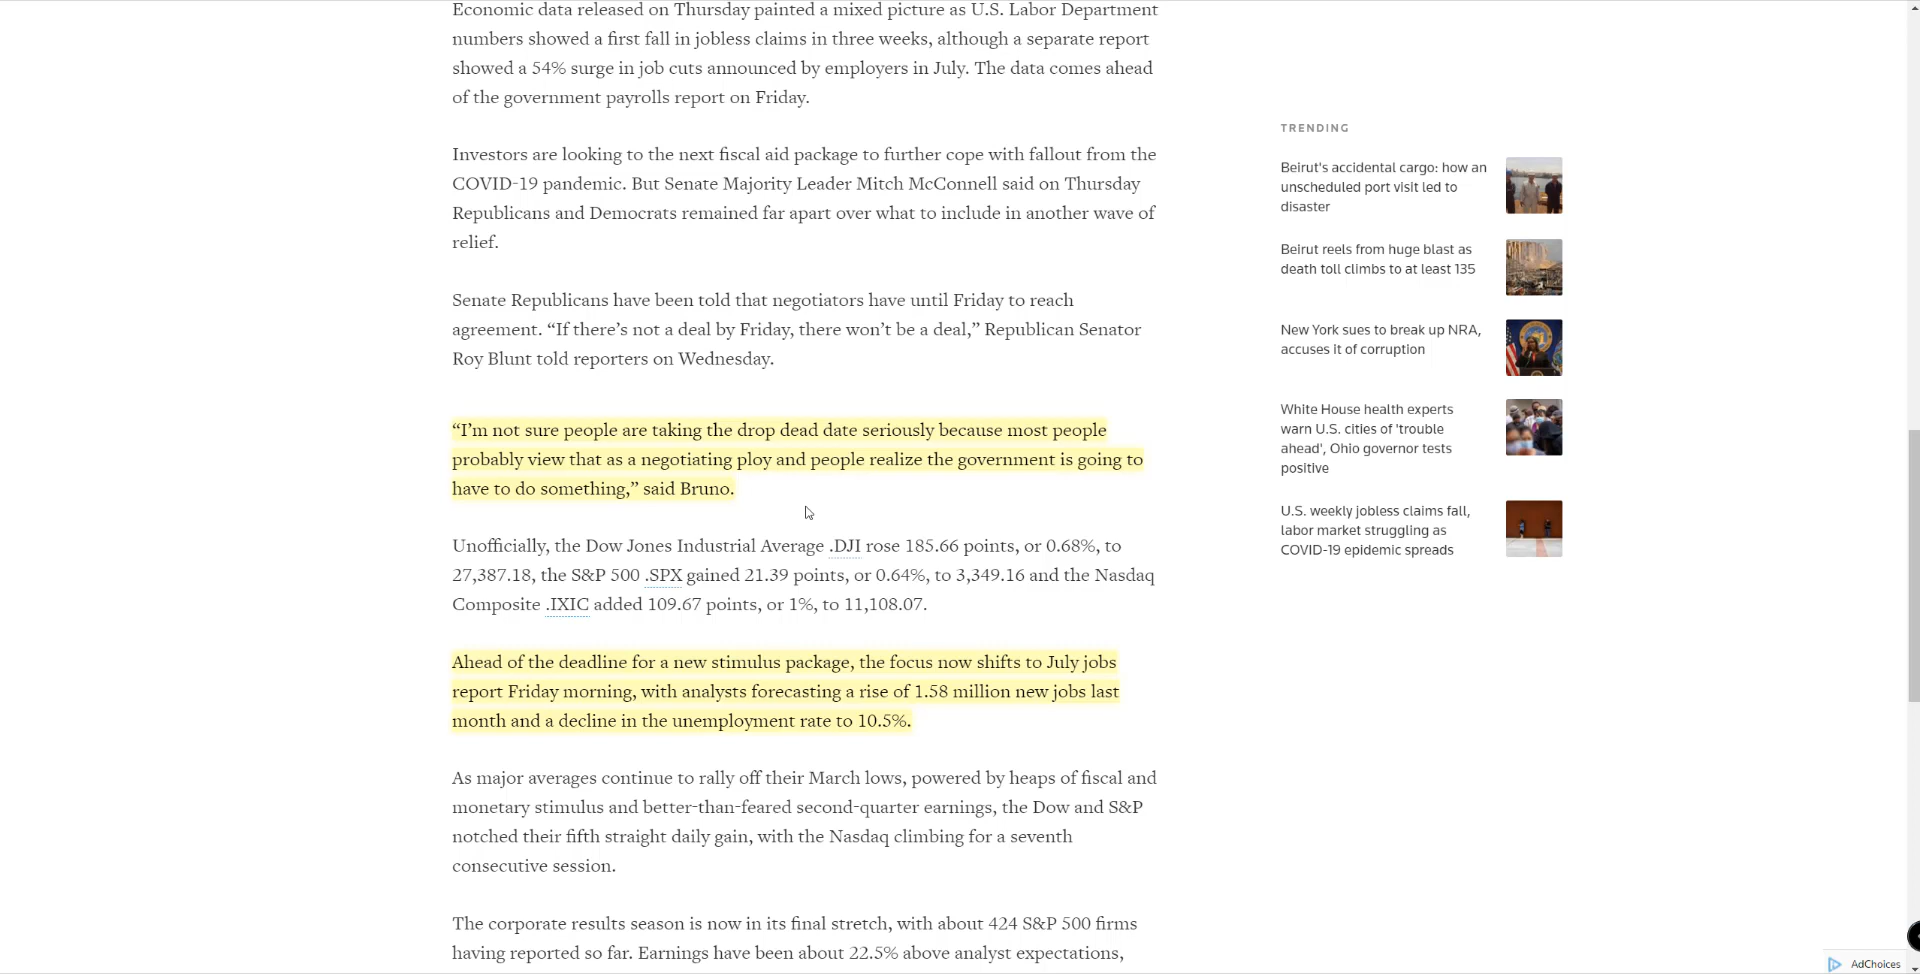 Economic data released on Thursday painted a mixed picture as U.S. Labor Department
numbers showed a first fall in jobless claims in three weeks, although a separate report
showed a 54% surge in job cuts announced by employers in July. The data comes ahead
of the government payrolls report on Friday.
Investors are looking to the next fiscal aid package to further cope with fallout from the
COVID-19 pandemic. But Senate Majority Leader Mitch McConnell said on Thursday
Republicans and Democrats remained far apart over what to include in another wave of
relief.
Senate Republicans have been told that negotiators have until Friday to reach
agreement. “If there’s not a deal by Friday, there won’t be a deal,” Republican Senator
Roy Blunt told reporters on Wednesday.
“I’m not sure people are taking the drop dead date seriously because most people
probably view that as a negotiating ploy and people realize the government is going to
have to do something,” said Bruno.
Unofficially, the Dow Jones Industrial Average .DJI rose 185.66 points, or 0.68%, to
27,387.18, the S&P 500 .SPX gained 21.39 points, or 0.64%, to 3,349.16 and the Nasdaq
Composite .IXIC added 109.67 points, or 1%, to 11,108.07.
Ahead of the deadline for a new stimulus package, the focus now shifts to July jobs
report Friday morning, with analysts forecasting a rise of 1.58 million new jobs last
month and a decline in the unemployment rate to 10.5%.
As major averages continue to rally off their March lows, powered by heaps of fiscal and
monetary stimulus and better-than-feared second-quarter earnings, the Dow and S&P
notched their fifth straight daily gain, with the Nasdaq climbing for a seventh
consecutive session.
The corporate results season is now in its final stretch, with about 424 S&P 500 firms
having reported so far. Earnings have been about 22.5% above analyst expectations,
TRENDING
Beirut's accidental cargo: how an
unscheduled port visit led to
disaster
Beirut reels from huge blast as
death toll climbs to at least 135
New York sues to break up NRA,
accuses it of corruption
White House health experts
warn U.S. cities of 'trouble
ahead', Ohio governor tests
positive
U.S. weekly jobless claims fall,
labor market struggling as
COVID-19 epidemic spreads
AdChoices